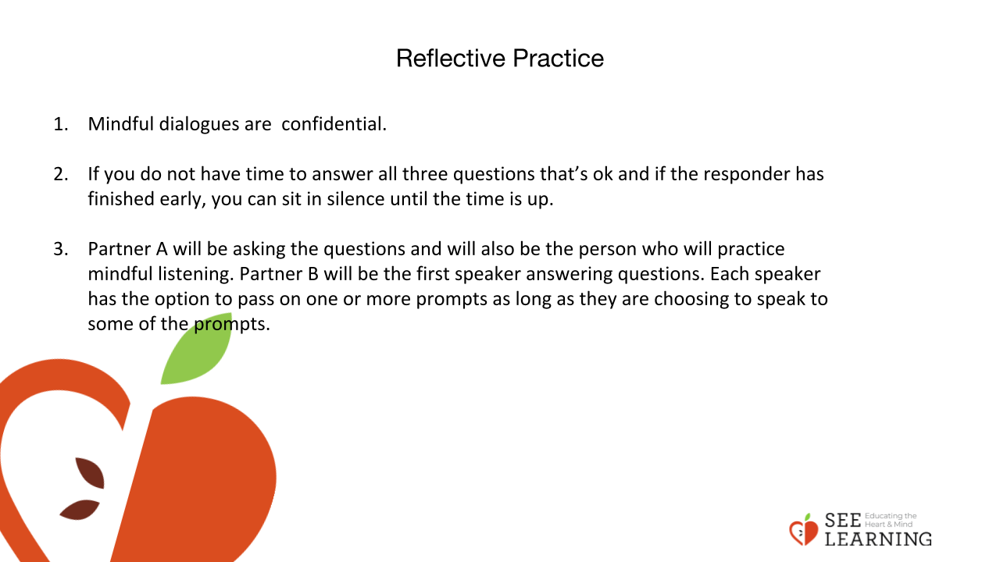 Reflective Practice
1. Mindful dialogues are  confidential.
2. If you do not have time to answer all three questions that’s ok and if the responder has
finished early, you can sit in silence until the time is up.
3. Partner A will be asking the questions and will also be the person who will practice
mindful listening. Partner B will be the first speaker answering questions. Each speaker
has the option to pass on one or more prompts as long as they are choosing to speak to
some of the prompts.
SEE Educating the
Heart & Mind
LEARNING